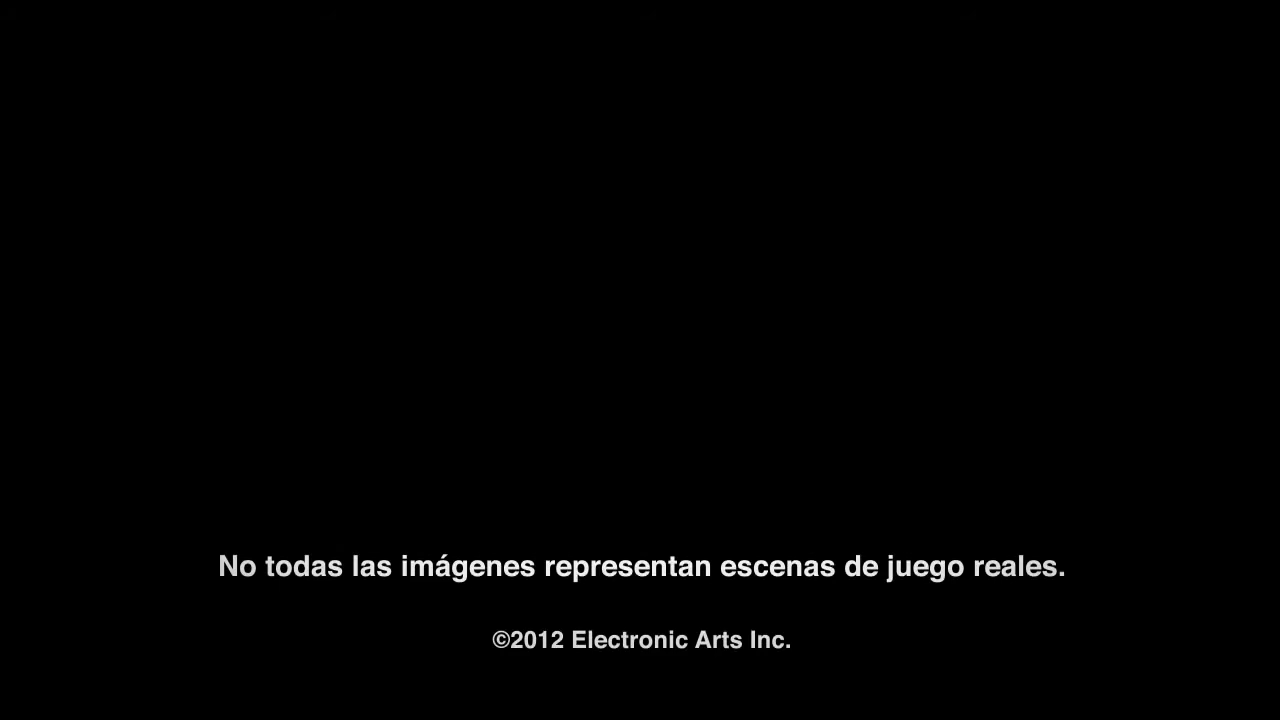 No todas las imágenes representan escenas de juego reales.
©2012 Electronic Arts Inc.